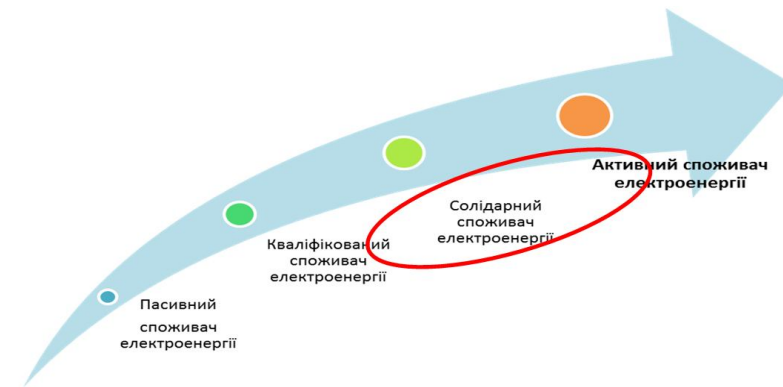 Активний споживач
електроенергії
Солідарний
споживач
електроенергії
Кваліфікований
споживач
електроенергії
Пасивний
споживач
електроенергії